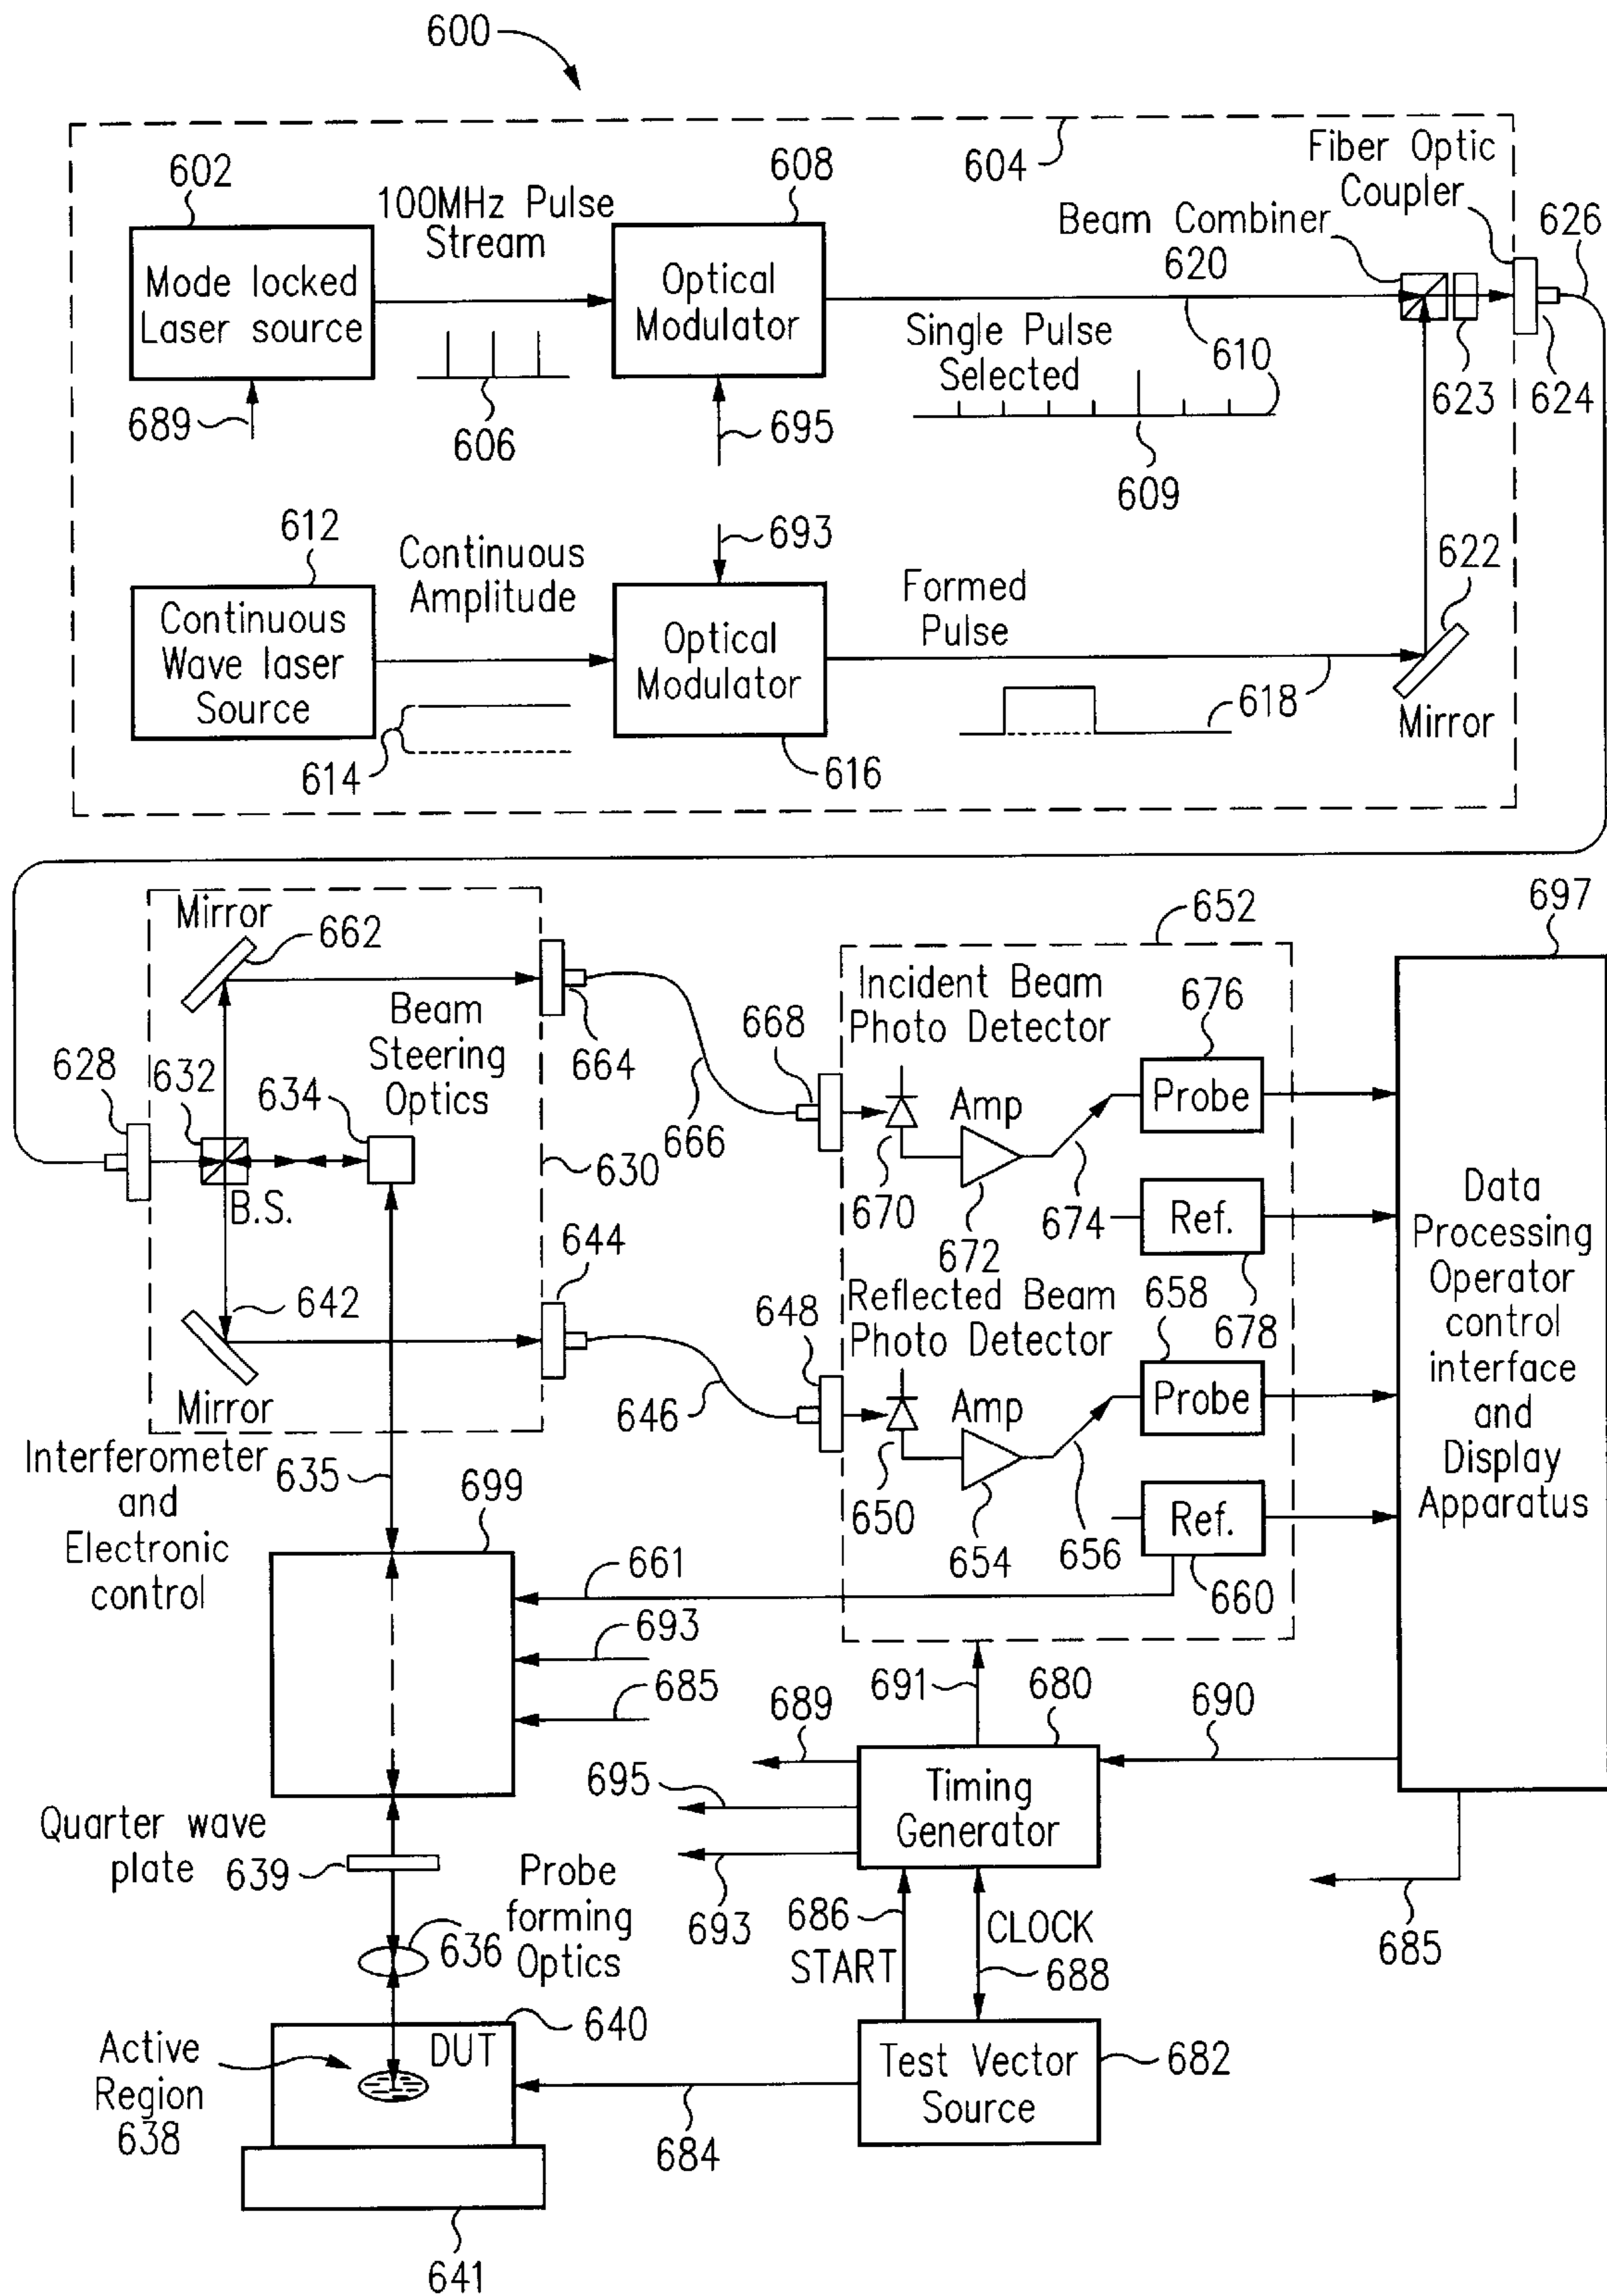 600
604
Fiber Optic
Coupler
602
608
100MHz Pulse
Stream
Beam Combiner
620
626
Mode locked
Laser source
Optical
Modulator
Single Pulse
Selected
610
623
624
689
606
695
609
612
693
622
Continuous
Amplitude
Formed
Pulse
Continuous
Wave laser
Source
Optical
Modulator
618
Mirror
614
616
Mirror
662
652
697
Incident Beam
Photo Detector
676
Beam
Steering
Optics
664
668
628
632
634
666
Amp
Probe
630
B.S.
670
672
674
Ref.
Data
Processing
Operator
control
interface
and
Display
Apparatus
642
644
648
Reflected Beam
Photo Detector
658
678
Mirror
646
Amp
Probe
Interferometer
and
Electronic
control
635
699
650
654
656
Ref.
661
660
693
685
691
680
690
689
695
Timing
Generator
Quarter wave
plate
639
693
Probe
forming
Optics
636
686
START
CLOCK
688
685
Active
Region
638
DUT
640
684
Test Vector
Source
682
641